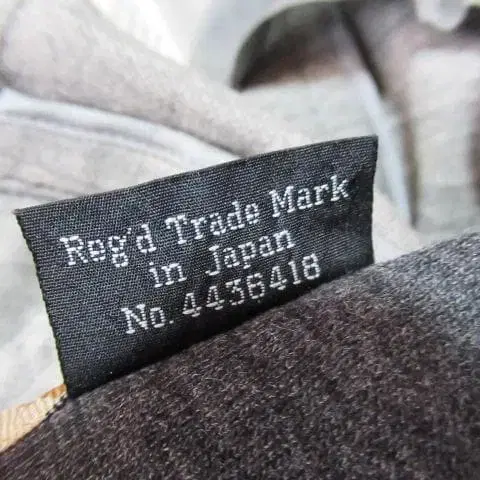 Reg'd Trade Mark
in Japan
No. 4436418